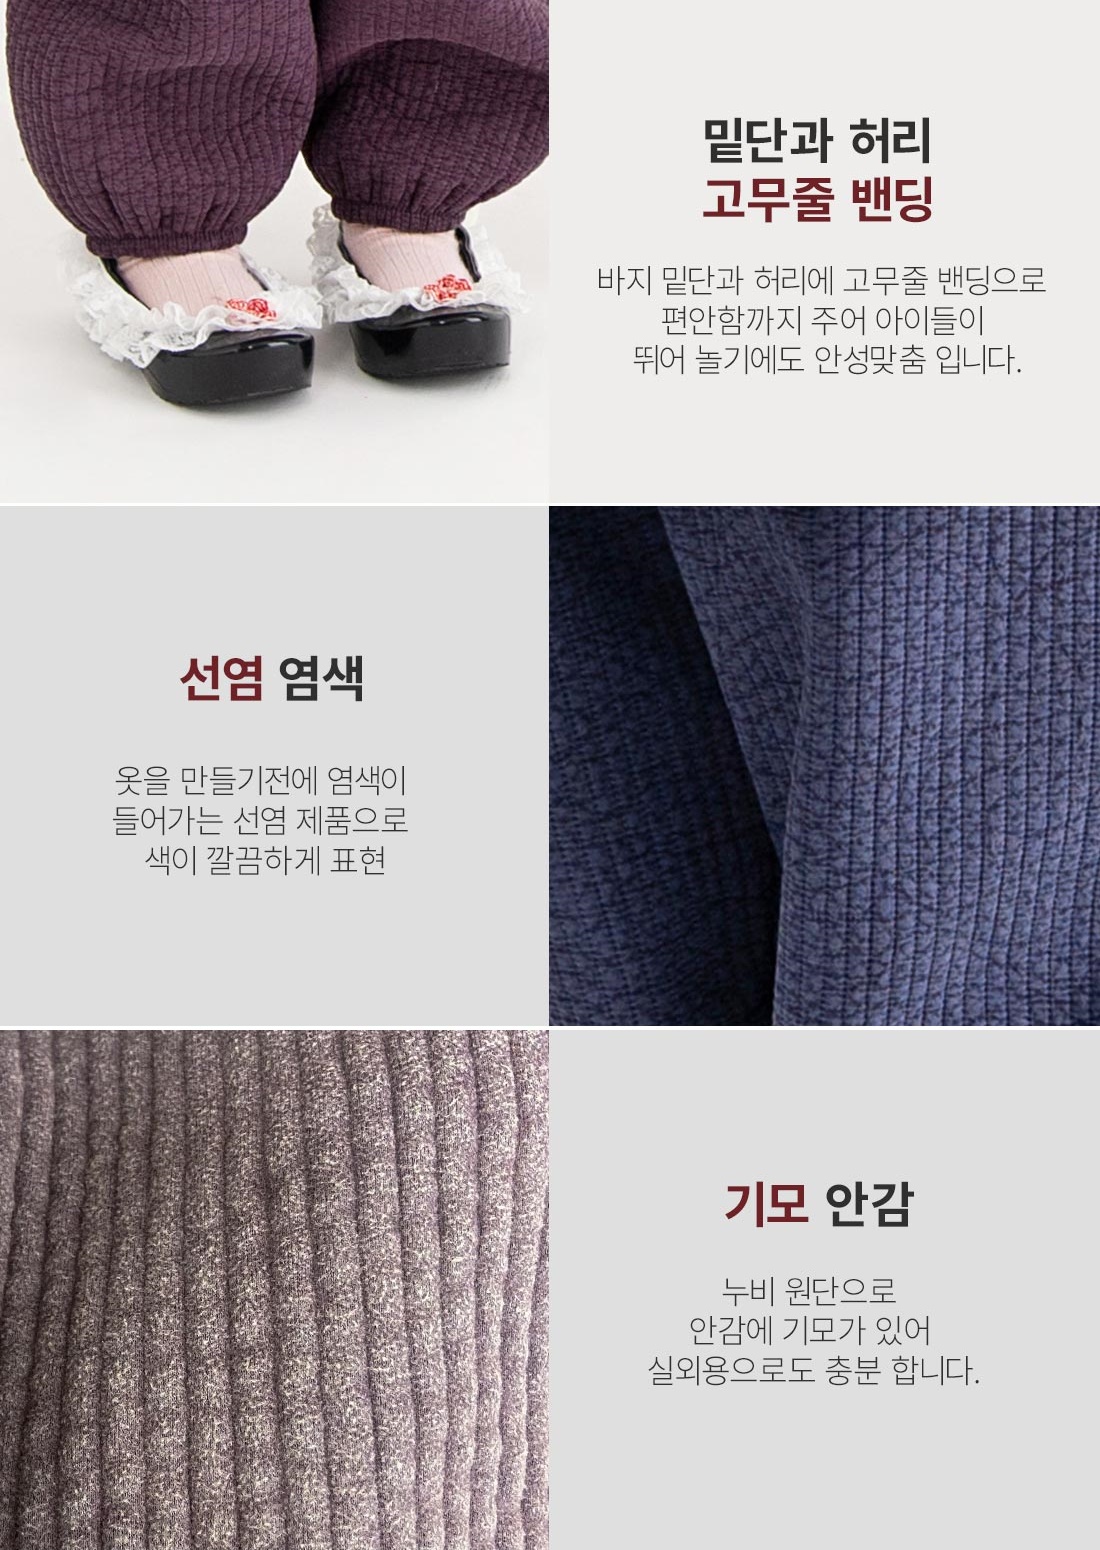 밑단과 허리
고무줄 밴딩
바지 밑단과 허리에 고무줄 밴딩으로
편안함까지 주어 아이들이
뛰어 놀기에도 안성맞춤 입니다.
선염 염색
옷을 만들기전에 염색이
들어가는 선염 제품으로
색이 깔끔하게 표현
기모 안감
누비 원단으로
안감에 기모가 있어
실외용으로도 충분 합니다.